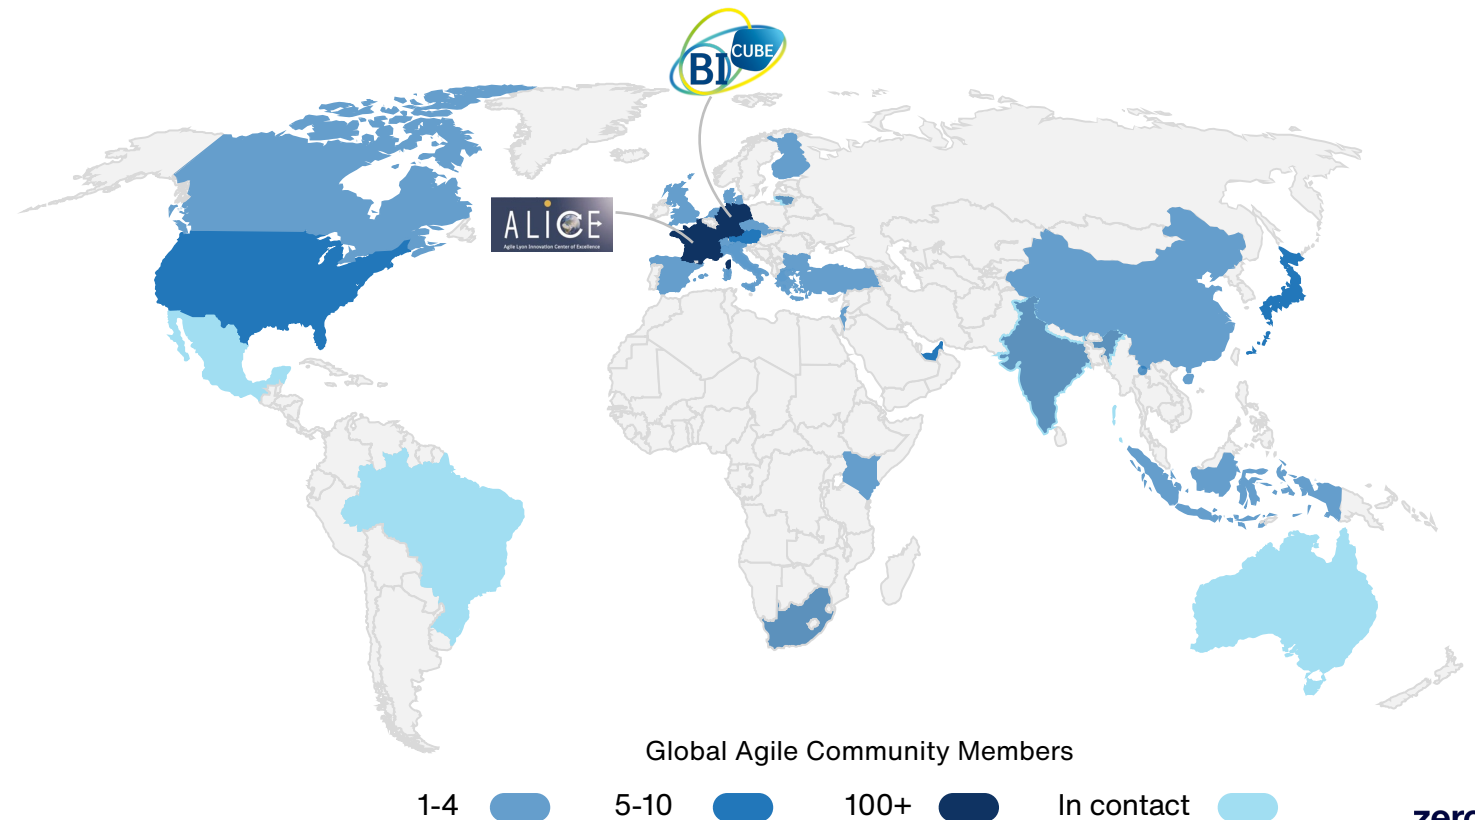 BI CUBE
ALICE
Agile Lyon Innovation Center of Excellence
Global Agile Community Members
1-4
5-10
100+
In contact
zero